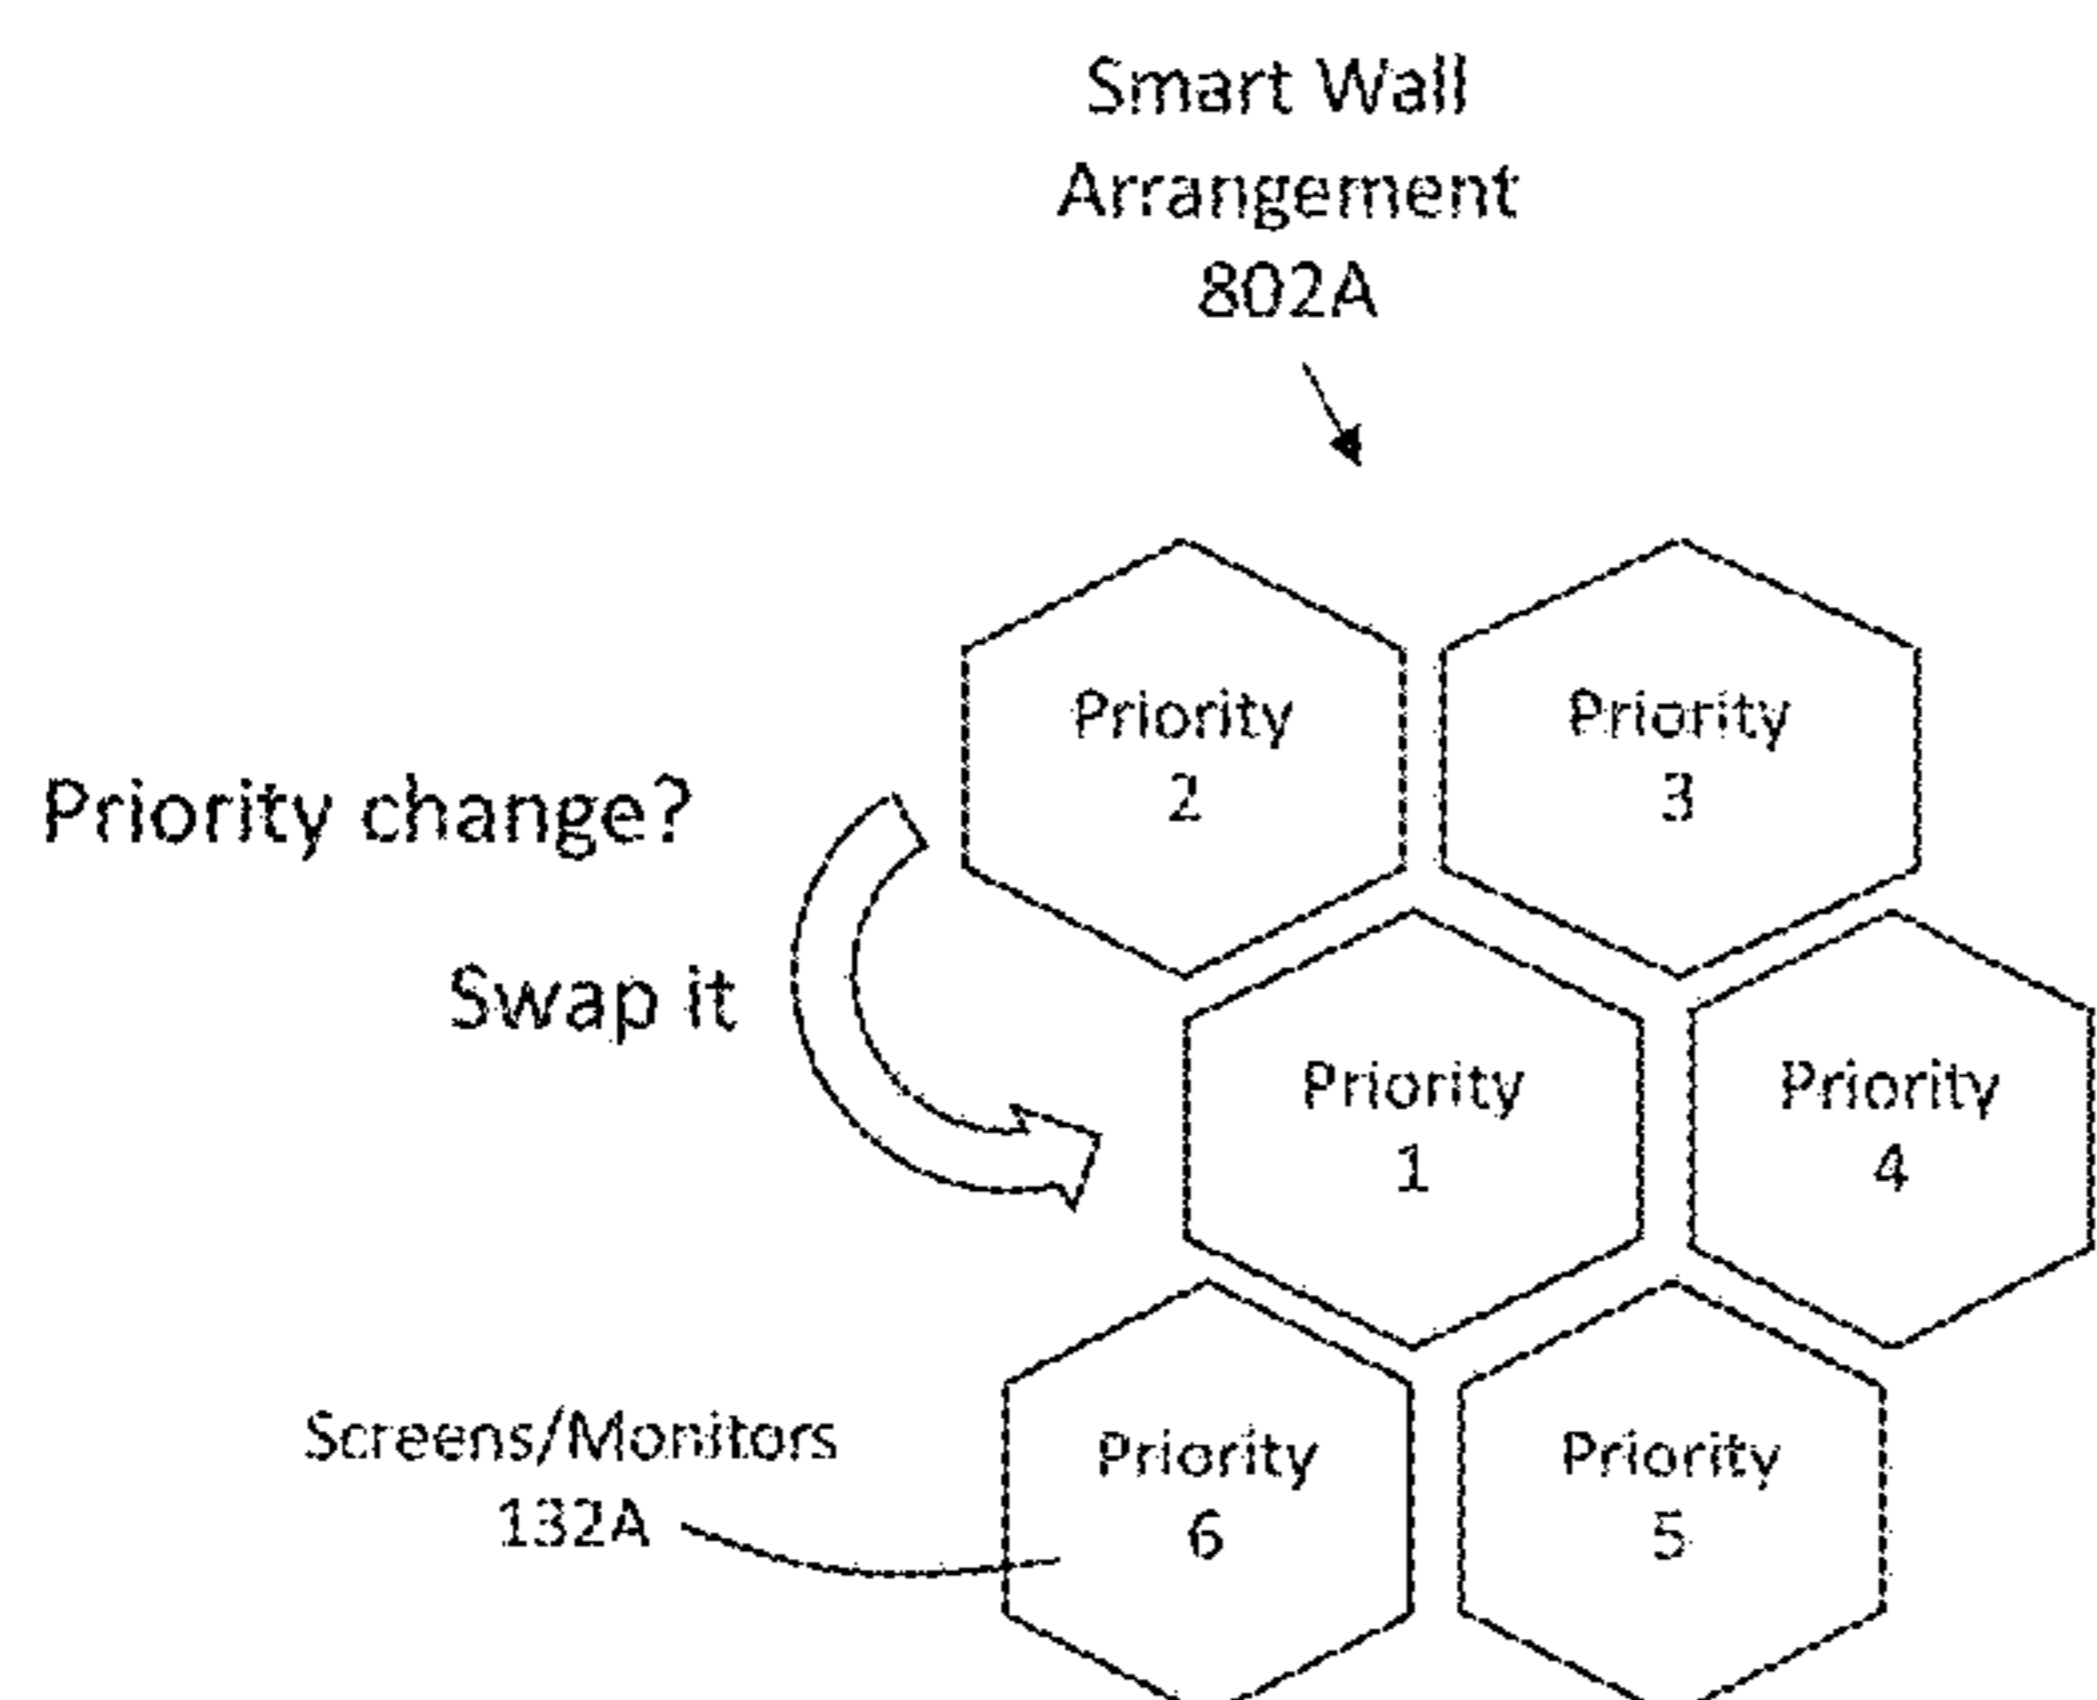 Smart Wall
Arrangement
802A
Priority
2
Priority
3
Priority change?
Swap it
Priority
1
Priority
4
Screens/Monitors
132A
Priority
6
Priority
5